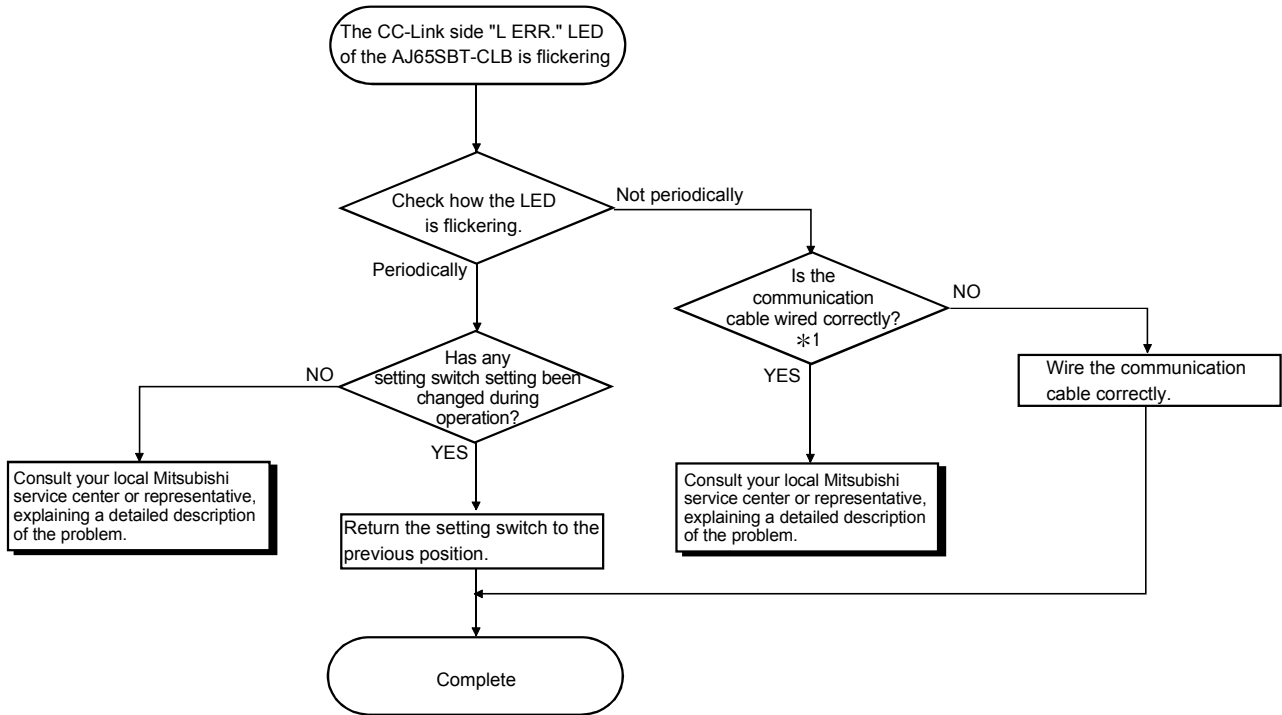 The CC-Link side "L ERR." LED
of the AJ65SBT-CLB is flickering
Check how the LED
is flickering.
Not periodically
Periodically
Is the
communication
cable wired correctly?
＊1
NO
YES
Wire the communication
cable correctly.
Has any
setting switch setting been
changed during
operation?
NO
YES
Consult your local Mitsubishi
service center or representative,
explaining a detailed description
of the problem.
Return the setting switch to the
previous position.
Consult your local Mitsubishi
service center or representative,
explaining a detailed description
of the problem.
Complete